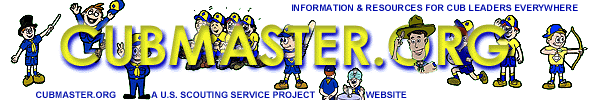 INFORMATION & RESOURCES FOR CUB LEADERS EVERYWHERE
CUBMASTER.ORG
CUBMASTER.ORG A U.S. SCOUTING SERVICE PROJECT WEBSITE